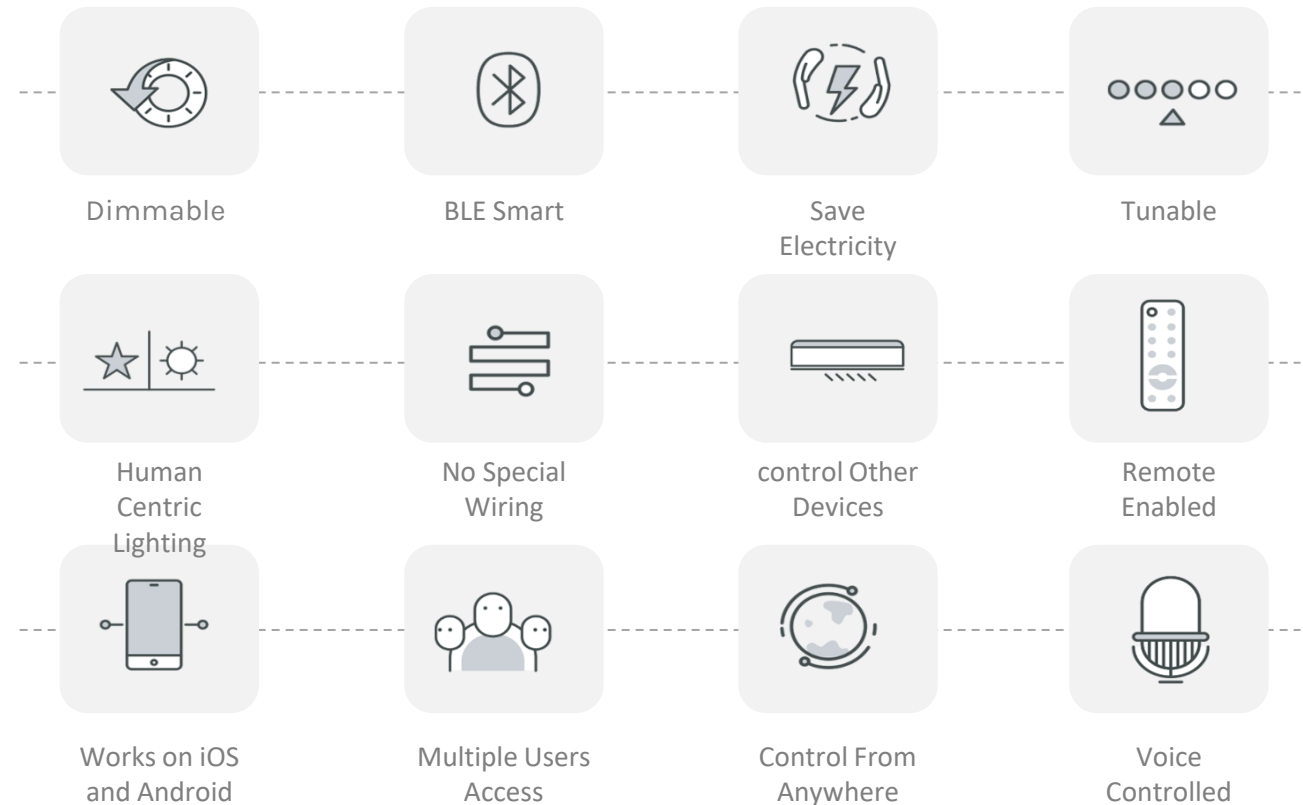 Dimmable
BLE Smart
Save
Electricity
Tunable
Human
Centric
Lighting
No Special
Wiring
control Other
Devices
Remote
Enabled
Works on iOS
and Android
Multiple Users
Access
Control From
Anywhere
Voice
Controlled